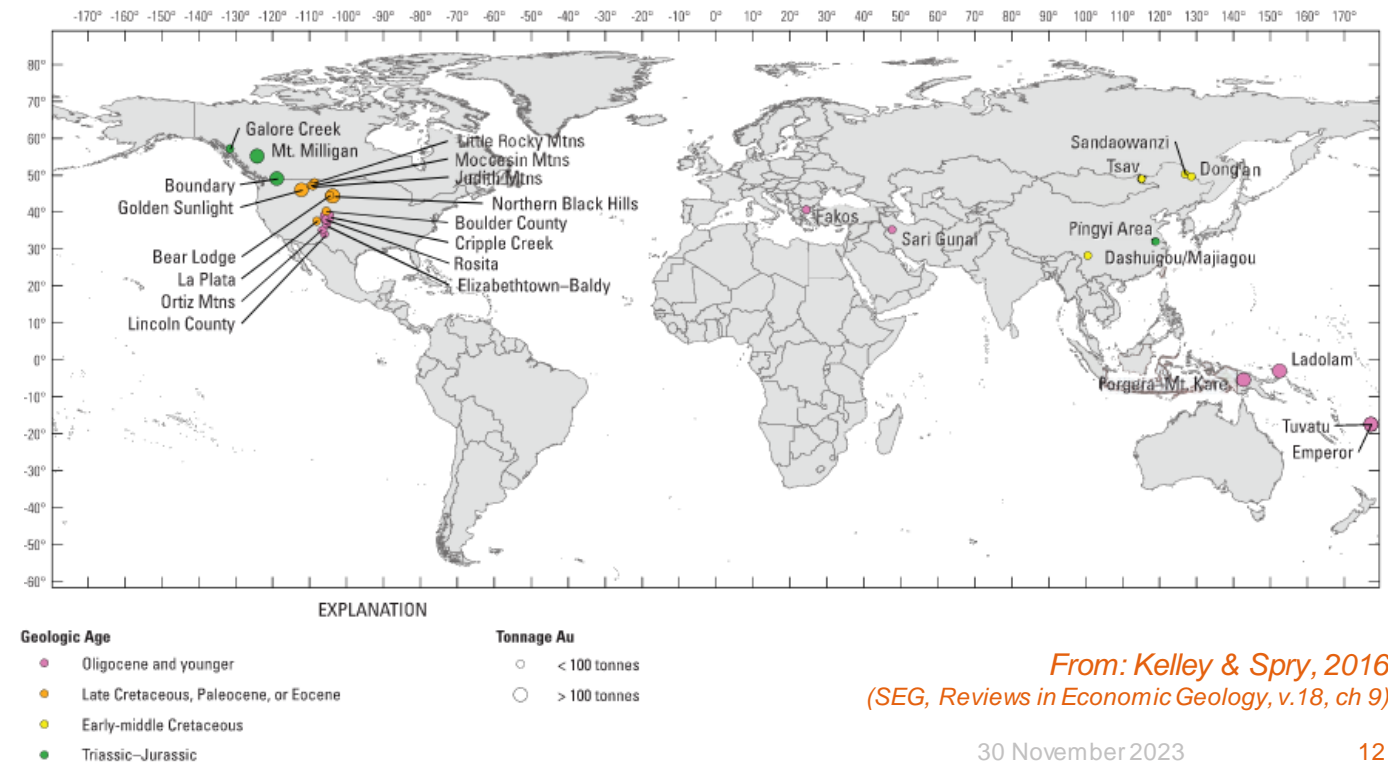 -170° -160° -150° -140° -130° -120° -110° -100° -90° -80° -70° -60° -50° -40° -30° -20° -10° 0° 10° 20° 30° 40° 50° 60° 70° 80° 90° 100° 110° 120° 130° 140° 150° 160° 170°
80°
70°
60°
50°
40°
30°
20°
10°
0°
-10°
-20°
-30°
-40°
-50°
-60°
Galore Creek
Mt. Milligan
Boundary
Golden Sunlight
Bear Lodge
La Plata
Ortiz Mtns
Lincoln County
Little Rocky Mtns
Moccasin Mtns
Judith Mtns
Northern Black Hills
Boulder County
Cripple Creek
Rosita
Elizabethtown–Baldy
Fakos
Sari Gunai
Sandaowanzi
Tsav
Dong'an
Pingyi Area
Dashuigou/Majiagou
Ladolam
Porgera–Mt. Kare
Tuvatu
Emperor
EXPLANATION
Geologic Age
Oligocene and younger
Late Cretaceous, Paleocene, or Eocene
Early-middle Cretaceous
Triassic–Jurassic
Tonnage Au
< 100 tonnes
> 100 tonnes
From: Kelley & Spry, 2016
(SEG, Reviews in Economic Geology, v.18, ch 9)
30 November 2023
12